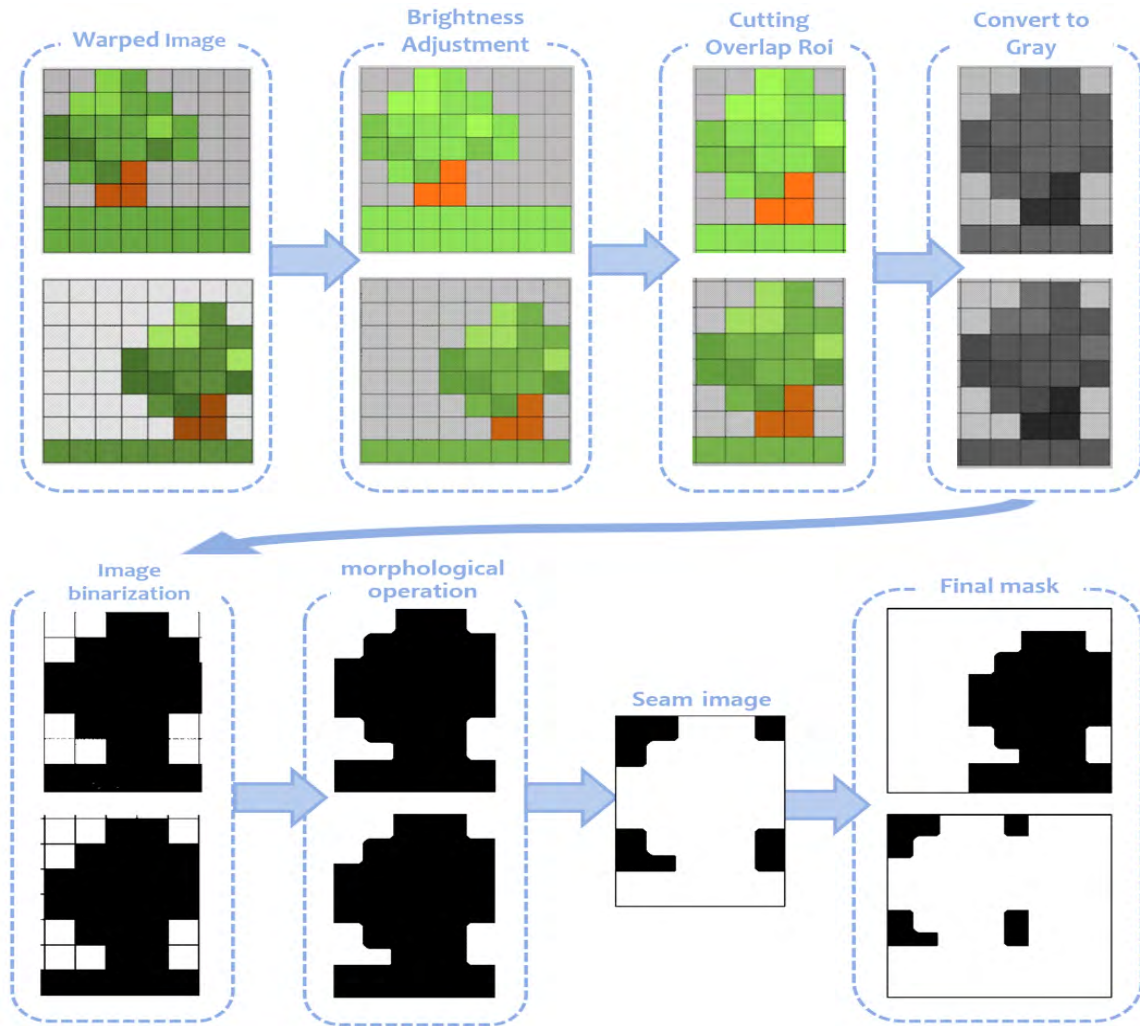 Warped Image
Brightness
Adjustment
Cutting
Overlap Roi
Convert to
Gray
Image
binarization
morphological
operation
Seam image
Final mask